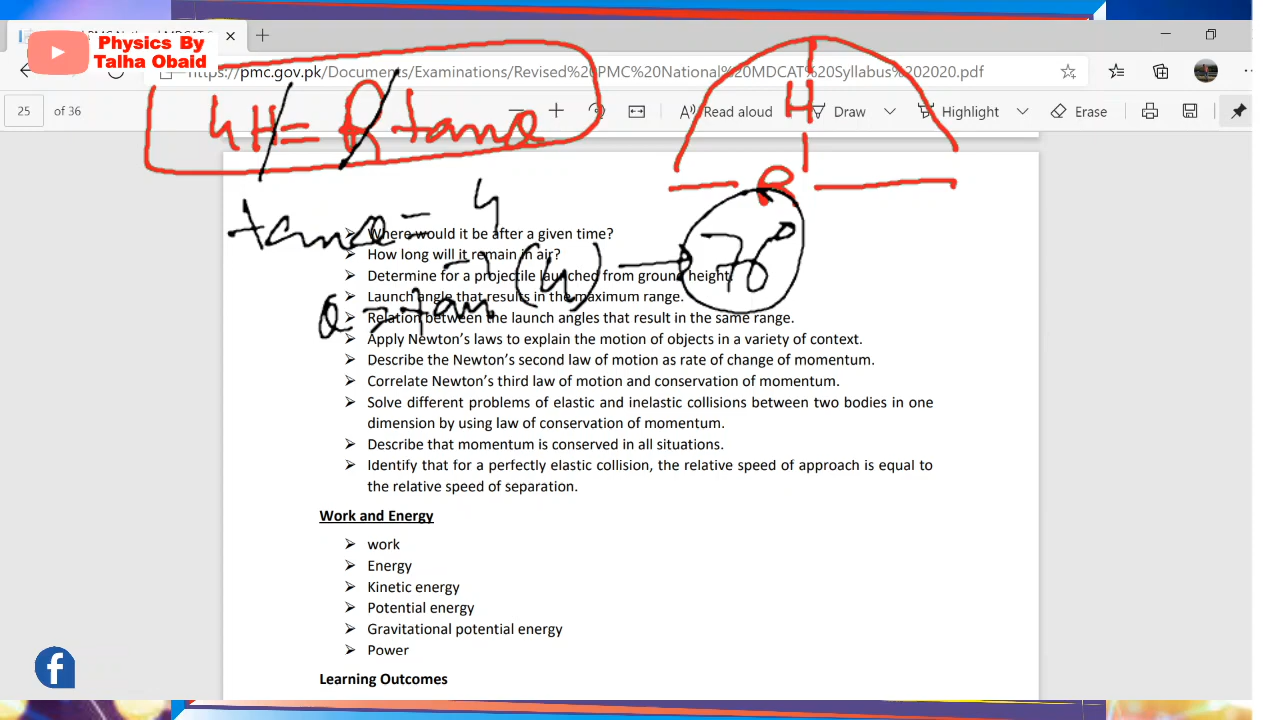 Physics By
Talha Obaid
https://pmc.gov.pk/Documents/Examinations/Revised%20PMC%20National%20MDCAT%20Syllabus%202020.pdf
25 of 36
Read aloud
Draw
Highlight
Erase
4H = R tanθ
H
R
tanθ = 4
θ = tan⁻¹(4) → 76°
Where would it be after a given time?
How long will it remain in air?
Determine for a projectile launched from ground height.
Launch angle that results in the maximum range.
Relation between the launch angles that result in the same range.
Apply Newton's laws to explain the motion of objects in a variety of context.
Describe the Newton's second law of motion as rate of change of momentum.
Correlate Newton's third law of motion and conservation of momentum.
Solve different problems of elastic and inelastic collisions between two bodies in one
dimension by using law of conservation of momentum.
Describe that momentum is conserved in all situations.
Identify that for a perfectly elastic collision, the relative speed of approach is equal to
the relative speed of separation.
Work and Energy
work
Energy
Kinetic energy
Potential energy
Gravitational potential energy
Power
Learning Outcomes